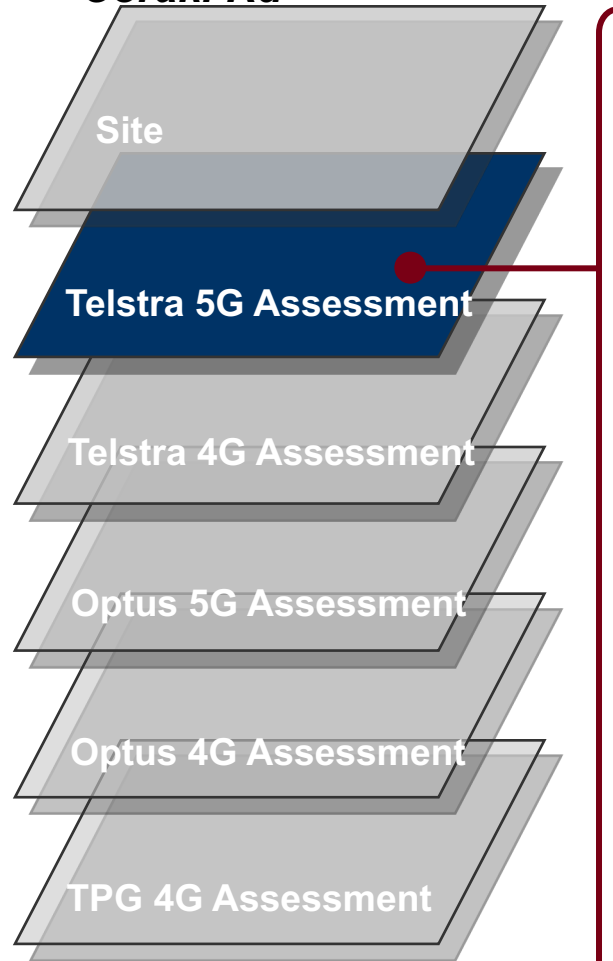 Site
Telstra 5G Assessment
Telstra 4G Assessment
Optus 5G Assessment
Optus 4G Assessment
TPG 4G Assessment